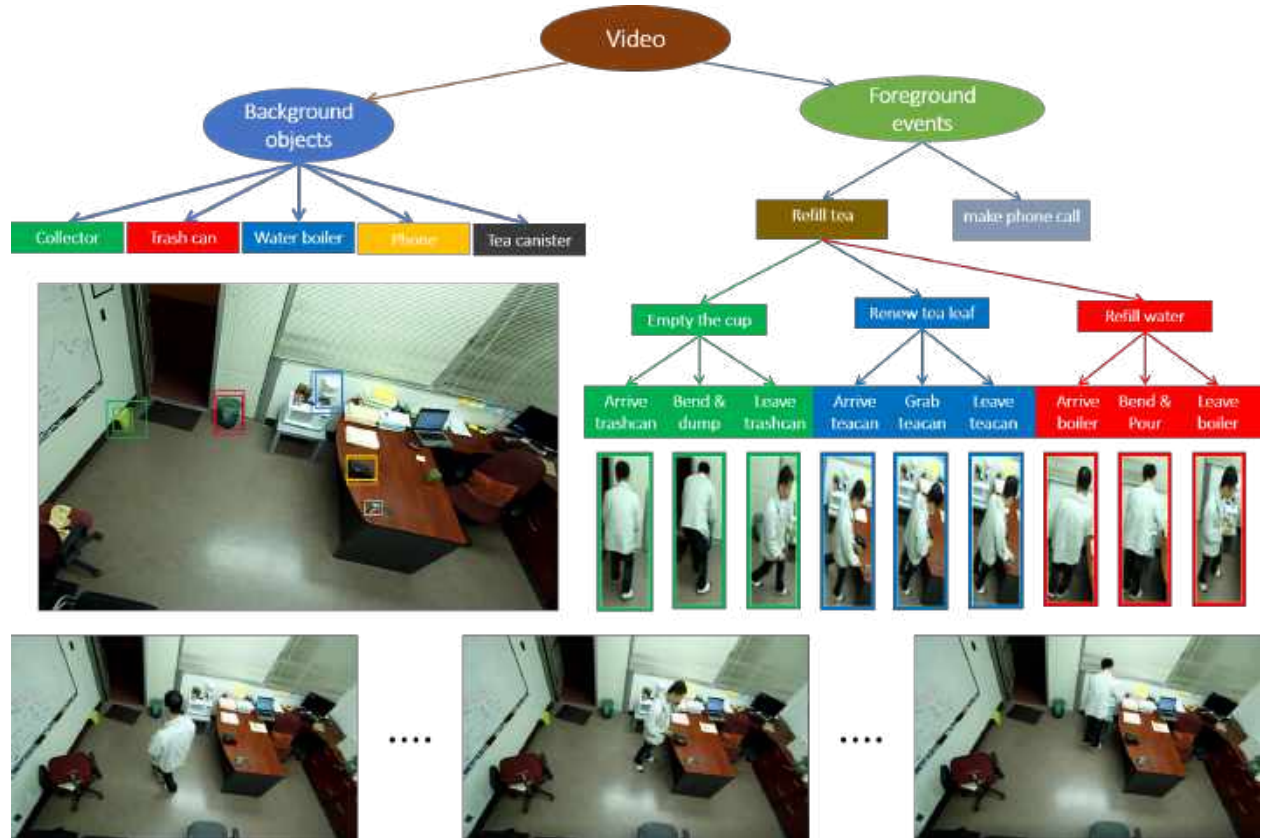 Video
Background
objects
Foreground
events
Collector
Trash can
Water boiler
Phone
Tea canister
Refill tea
make phone call
Empty the cup
Renew tea leaf
Refill water
Arrive
trashcan
Bend &
dump
Leave
trashcan
Arrive
teacan
Grab
teacan
Leave
teacan
Arrive
boiler
Bend &
Pour
Leave
boiler
....
....